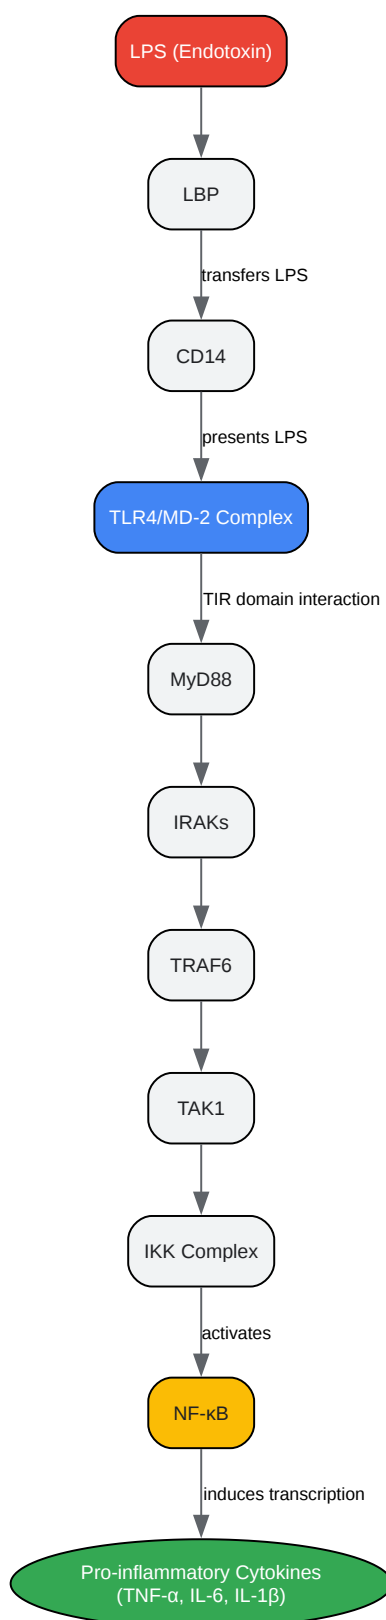 LPS (Endotoxin)
LBP
transfers LPS
CD14
presents LPS
TLR4/MD-2 Complex
TIR domain interaction
MyD88
IRAKs
TRAF6
TAK1
IKK Complex
activates
NF-κB
induces transcription
Pro-inflammatory Cytokines
(TNF-α, IL-6, IL-1β)